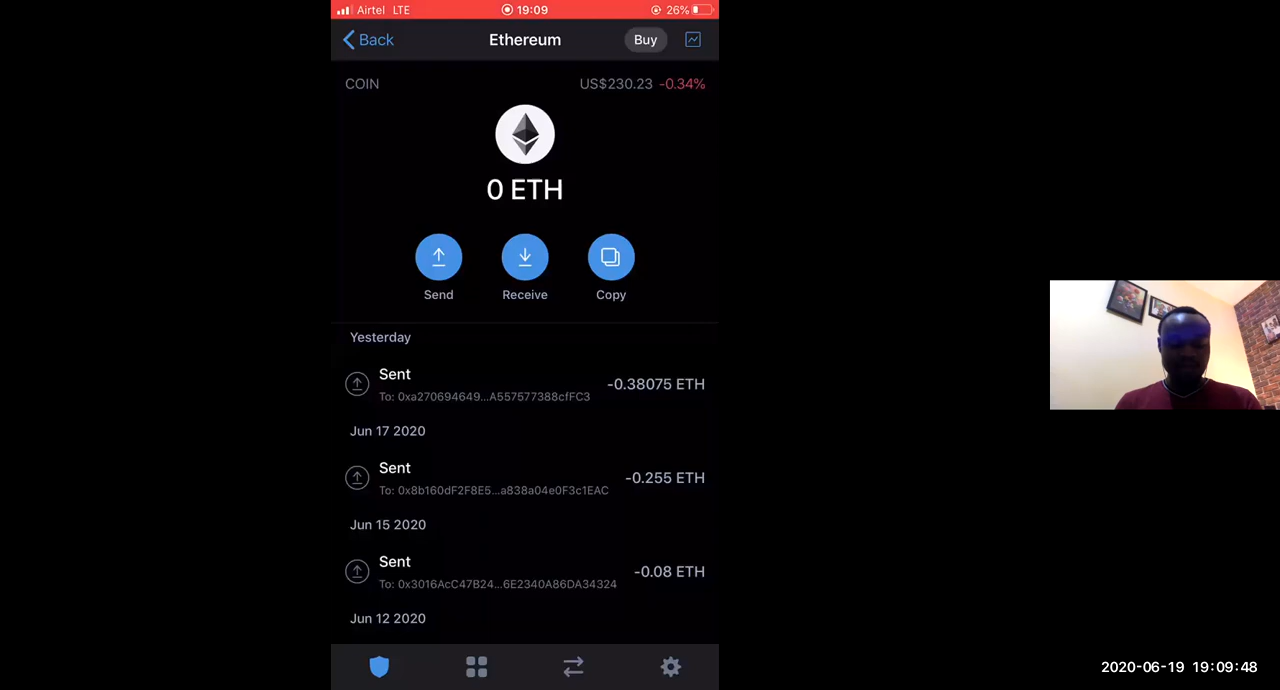 Airtel LTE 19:09 26%
Back Ethereum Buy
COIN US$230.23 -0.34%
0 ETH
Send Receive Copy
Yesterday
Sent -0.38075 ETH
To: 0xa270694649...A557577388cfFC3
Jun 17 2020
Sent -0.255 ETH
To: 0x8b160dF2F8E5...a838a04e0F3c1EAC
Jun 15 2020
Sent -0.08 ETH
To: 0x3016AcC47B24...6E2340A86DA34324
Jun 12 2020
2020-06-19 19:09:48